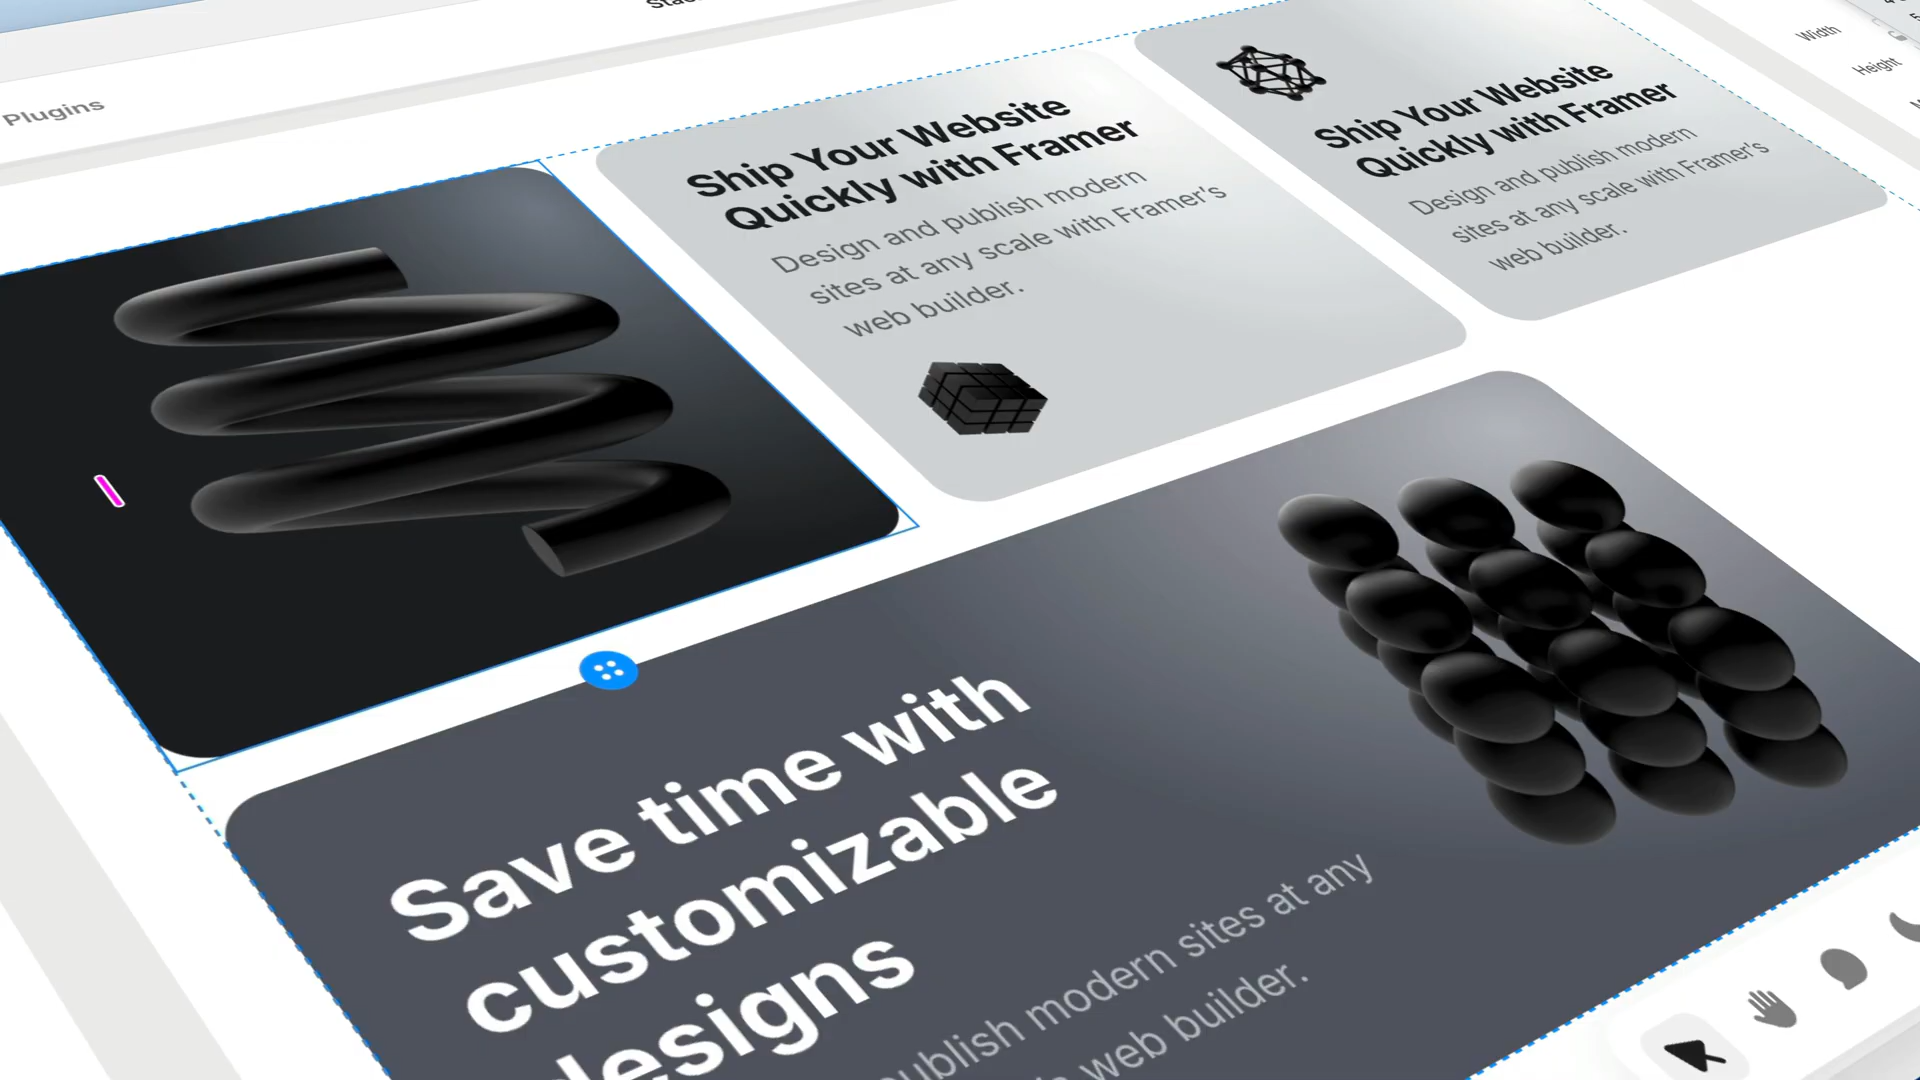 Plugins
Width
Height
Ship Your Website
Quickly with Framer
Design and publish modern
sites at any scale with Framer's
web builder.
Ship Your Website
Quickly with Framer
Design and publish modern
sites at any scale with Framer's
web builder.
Save time with
customizable
designs
publish modern sites at any
web builder.